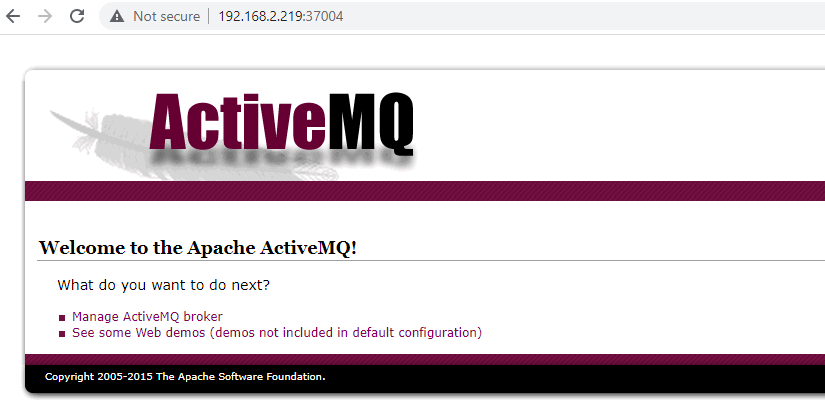 Not secure | 192.168.2.219:37004
ActiveMQ
Welcome to the Apache ActiveMQ!
What do you want to do next?
Manage ActiveMQ broker
See some Web demos (demos not included in default configuration)
Copyright 2005-2015 The Apache Software Foundation.